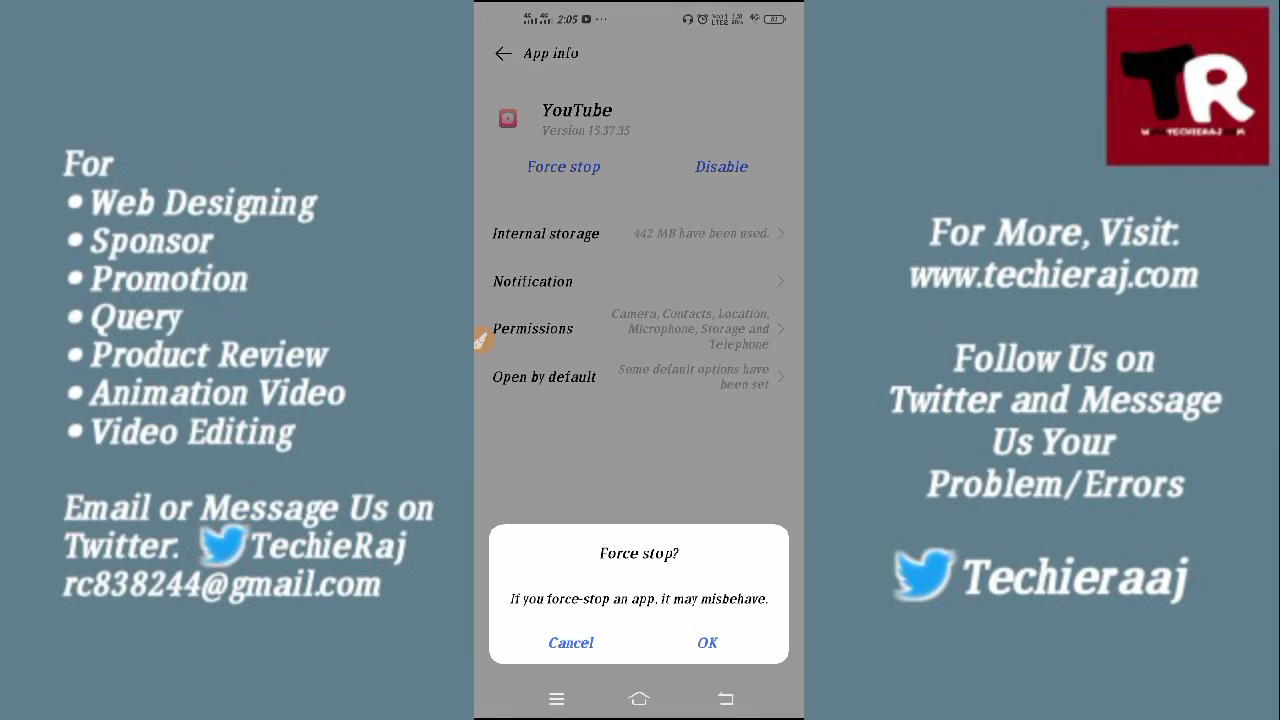 For
• Web Designing
• Sponsor
• Promotion
• Query
• Product Review
• Animation Video
• Video Editing
Email or Message Us on
Twitter. TechieRaj
rc838244@gmail.com
2:05
App info
YouTube
Version 15.37.35
Force stop
Disable
Internal storage
442 MB have been used.
Notification
Permissions
Camera, Contacts, Location,
Microphone, Storage and
Telephone
Open by default
Some default options have
been set
Force stop?
If you force-stop an app, it may misbehave.
Cancel
OK
TR
For More, Visit:
www.techieraj.com
Follow Us on
Twitter and Message
Us Your
Problem/Errors
Techieraaj